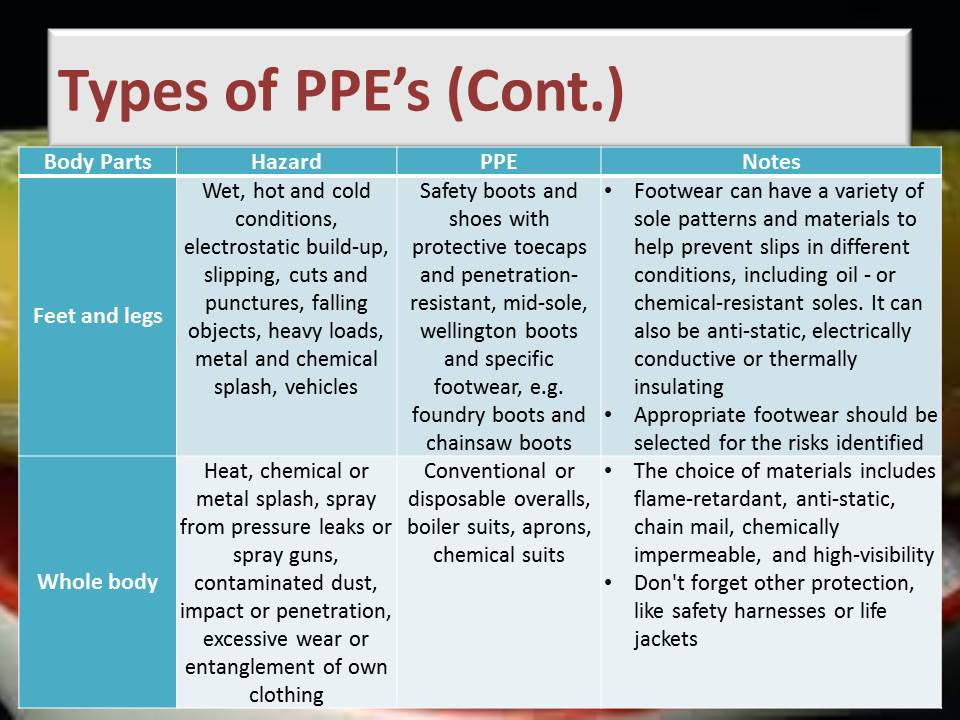 Types of PPE’s (Cont.)
Body Parts
Hazard
PPE
Notes
Feet and legs
Wet, hot and cold
conditions,
electrostatic build-up,
slipping, cuts and
punctures, falling
objects, heavy loads,
metal and chemical
splash, vehicles
Safety boots and
shoes with
protective toecaps
and penetration-
resistant, mid-sole,
wellington boots
and specific
footwear, e.g.
foundry boots and
chainsaw boots
• Footwear can have a variety of
sole patterns and materials to
help prevent slips in different
conditions, including oil - or
chemical-resistant soles. It can
also be anti-static, electrically
conductive or thermally
insulating
• Appropriate footwear should be
selected for the risks identified
Whole body
Heat, chemical or
metal splash, spray
from pressure leaks or
spray guns,
contaminated dust,
impact or penetration,
excessive wear or
entanglement of own
clothing
Conventional or
disposable overalls,
boiler suits, aprons,
chemical suits
• The choice of materials includes
flame-retardant, anti-static,
chain mail, chemically
impermeable, and high-visibility
• Don't forget other protection,
like safety harnesses or life
jackets